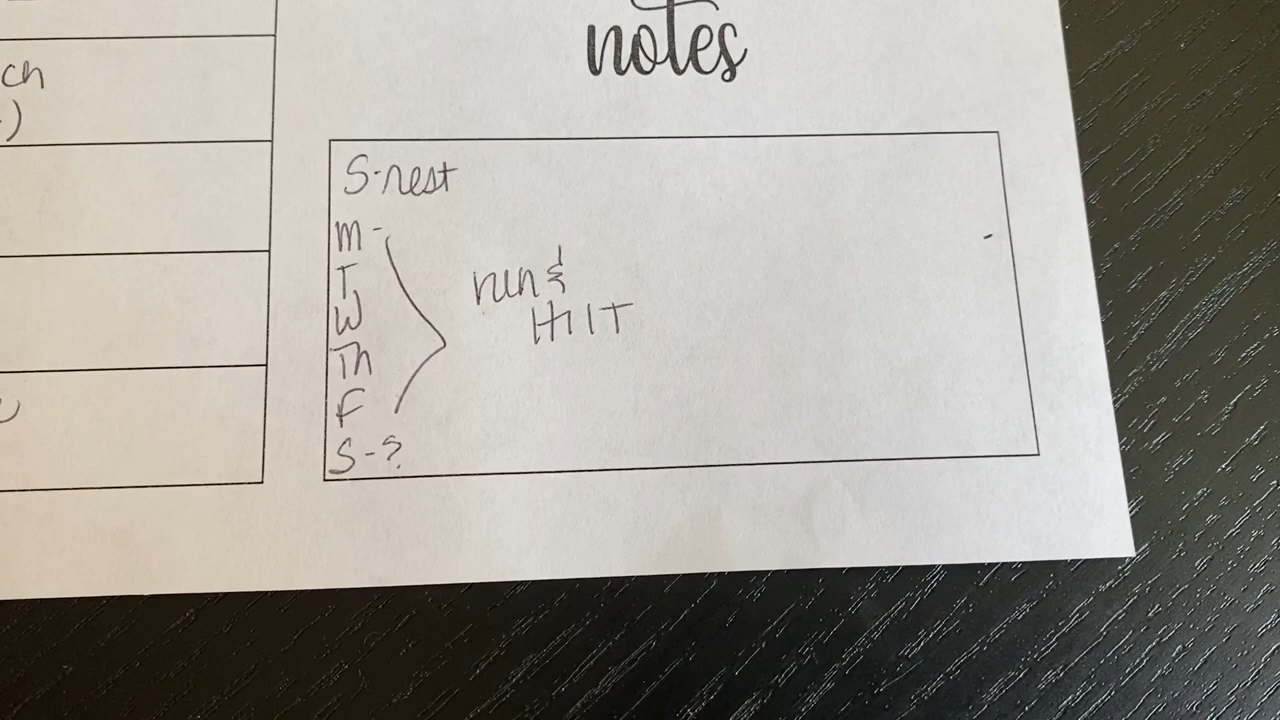 notes
ch
)
S-rest
M -
T
W
Th
F
run &
HIIT
S-?